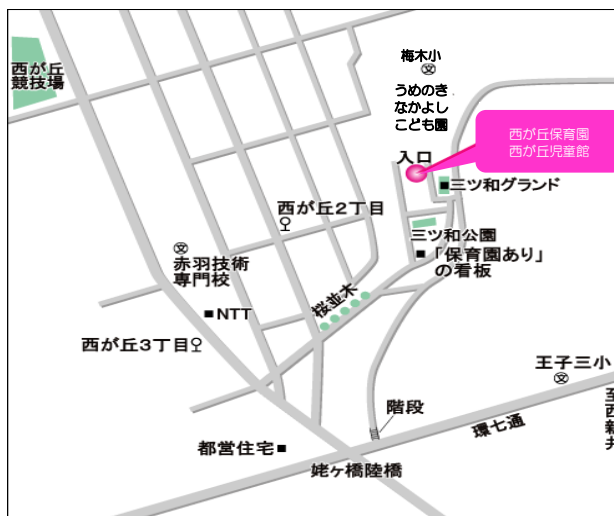 梅木小
西が丘
競技場
うめのき
なかよし
こども園
西が丘保育園
西が丘児童館
入口
■三ツ和グランド
西が丘2丁目
三ツ和公園
■「保育園あり」
の看板
赤羽技術
専門校
桜並木
■NTT
西が丘3丁目
王子三小
階段
環七通
至西新井
都営住宅■
姥ヶ橋陸橋